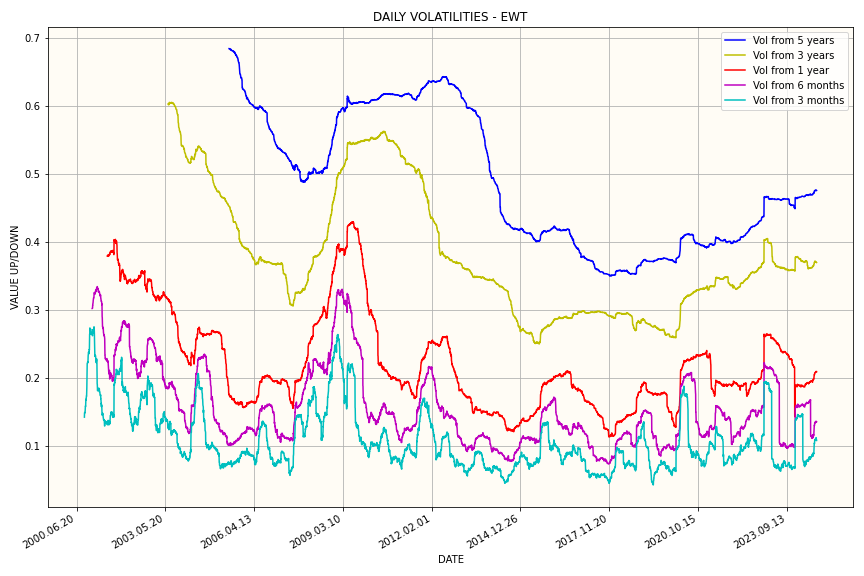 DAILY VOLATILITIES - EWT
VALUE UP/DOWN
0.7
0.6
0.5
0.4
0.3
0.2
0.1
Vol from 5 years
Vol from 3 years
Vol from 1 year
Vol from 6 months
Vol from 3 months
2000.06.20
2003.05.20
2006.04.13
2009.03.10
2012.02.01
2014.12.26
2017.11.20
2020.10.15
2023.09.13
DATE